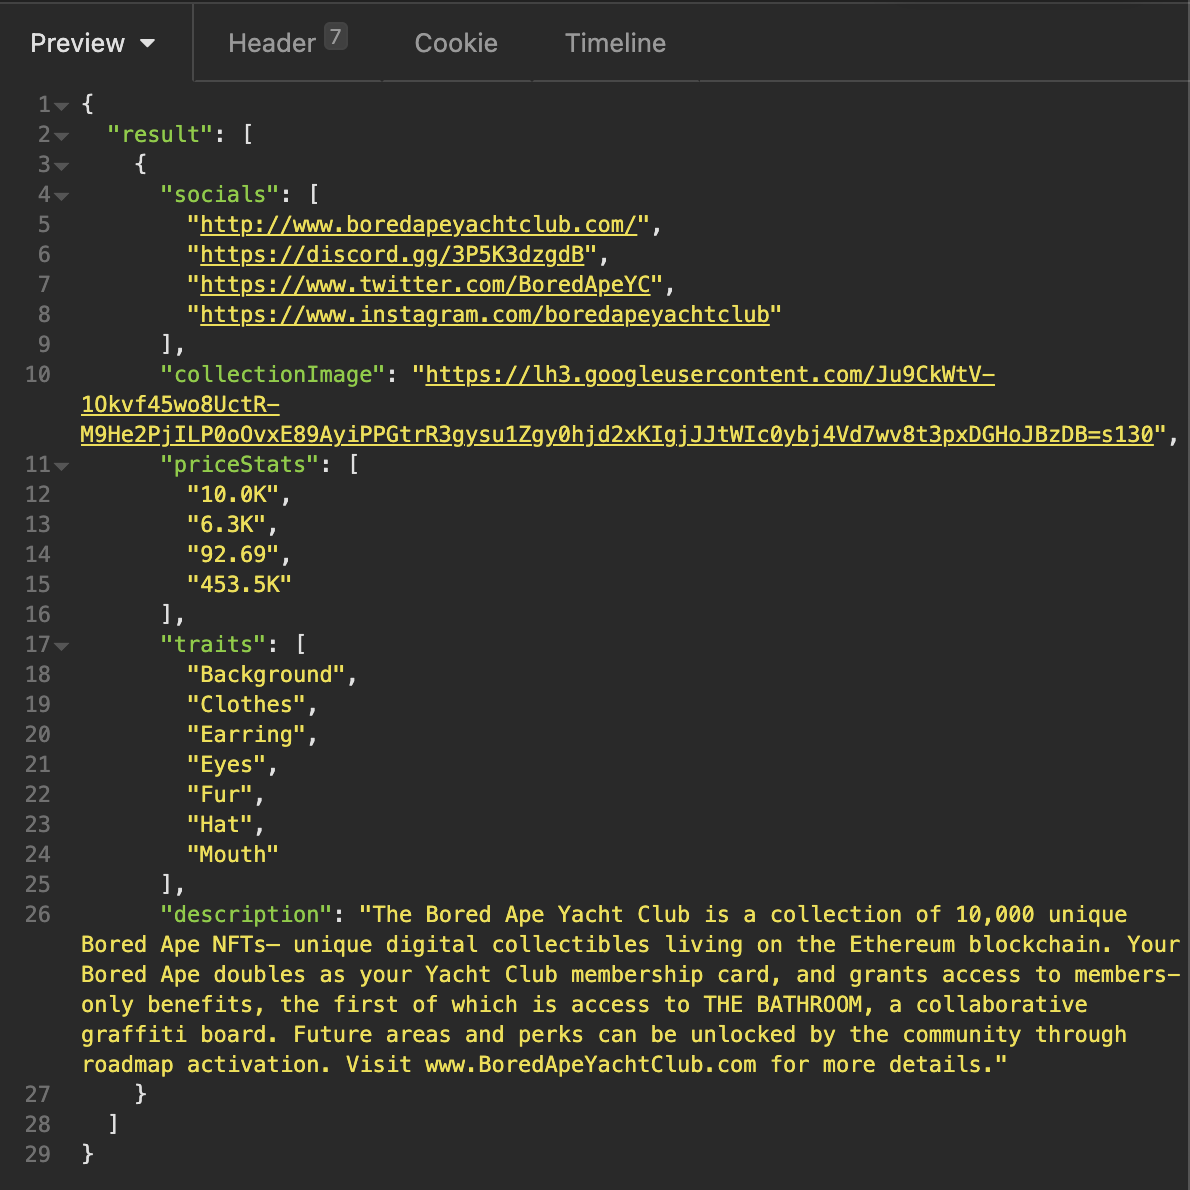 Preview Header 7 Cookie Timeline
1 {
2 "result": [
3 {
4 "socials": [
5 "http://www.boredapeyachtclub.com/",
6 "https://discord.gg/3P5K3dzgdB",
7 "https://www.twitter.com/BoredApeYC",
8 "https://www.instagram.com/boredapeyachtclub"
9 ],
10 "collectionImage": "https://lh3.googleusercontent.com/Ju9CkWtV-
1Okvf45wo8UctR-
M9He2PjILP0oOvxE89AyiPPGtrR3gysu1Zgy0hjd2xKIgjJJtWIc0ybj4Vd7wv8t3pxDGHoJBzDB=s130",
11 "priceStats": [
12 "10.0K",
13 "6.3K",
14 "92.69",
15 "453.5K"
16 ],
17 "traits": [
18 "Background",
19 "Clothes",
20 "Earring",
21 "Eyes",
22 "Fur",
23 "Hat",
24 "Mouth"
25 ],
26 "description": "The Bored Ape Yacht Club is a collection of 10,000 unique
Bored Ape NFTs— unique digital collectibles living on the Ethereum blockchain. Your
Bored Ape doubles as your Yacht Club membership card, and grants access to members-
only benefits, the first of which is access to THE BATHROOM, a collaborative
graffiti board. Future areas and perks can be unlocked by the community through
roadmap activation. Visit www.BoredApeYachtClub.com for more details."
27 }
28 ]
29 }